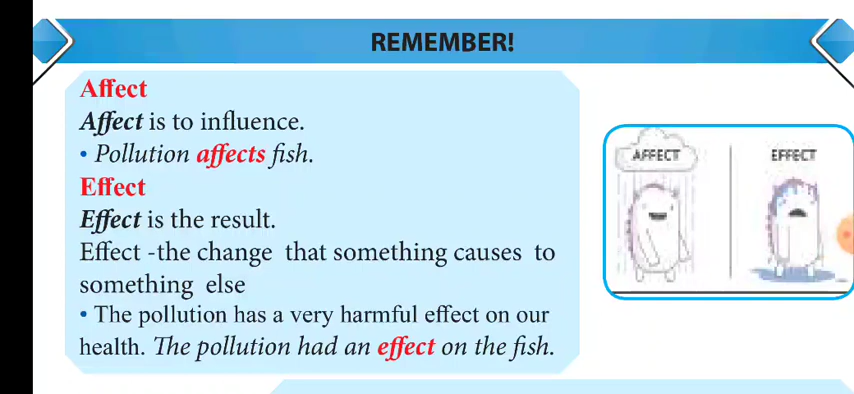 REMEMBER!
Affect
Affect is to influence.
• Pollution affects fish.
Effect
Effect is the result.
Effect -the change that something causes to
something else
• The pollution has a very harmful effect on our
health. The pollution had an effect on the fish.
AFFECT
EFFECT